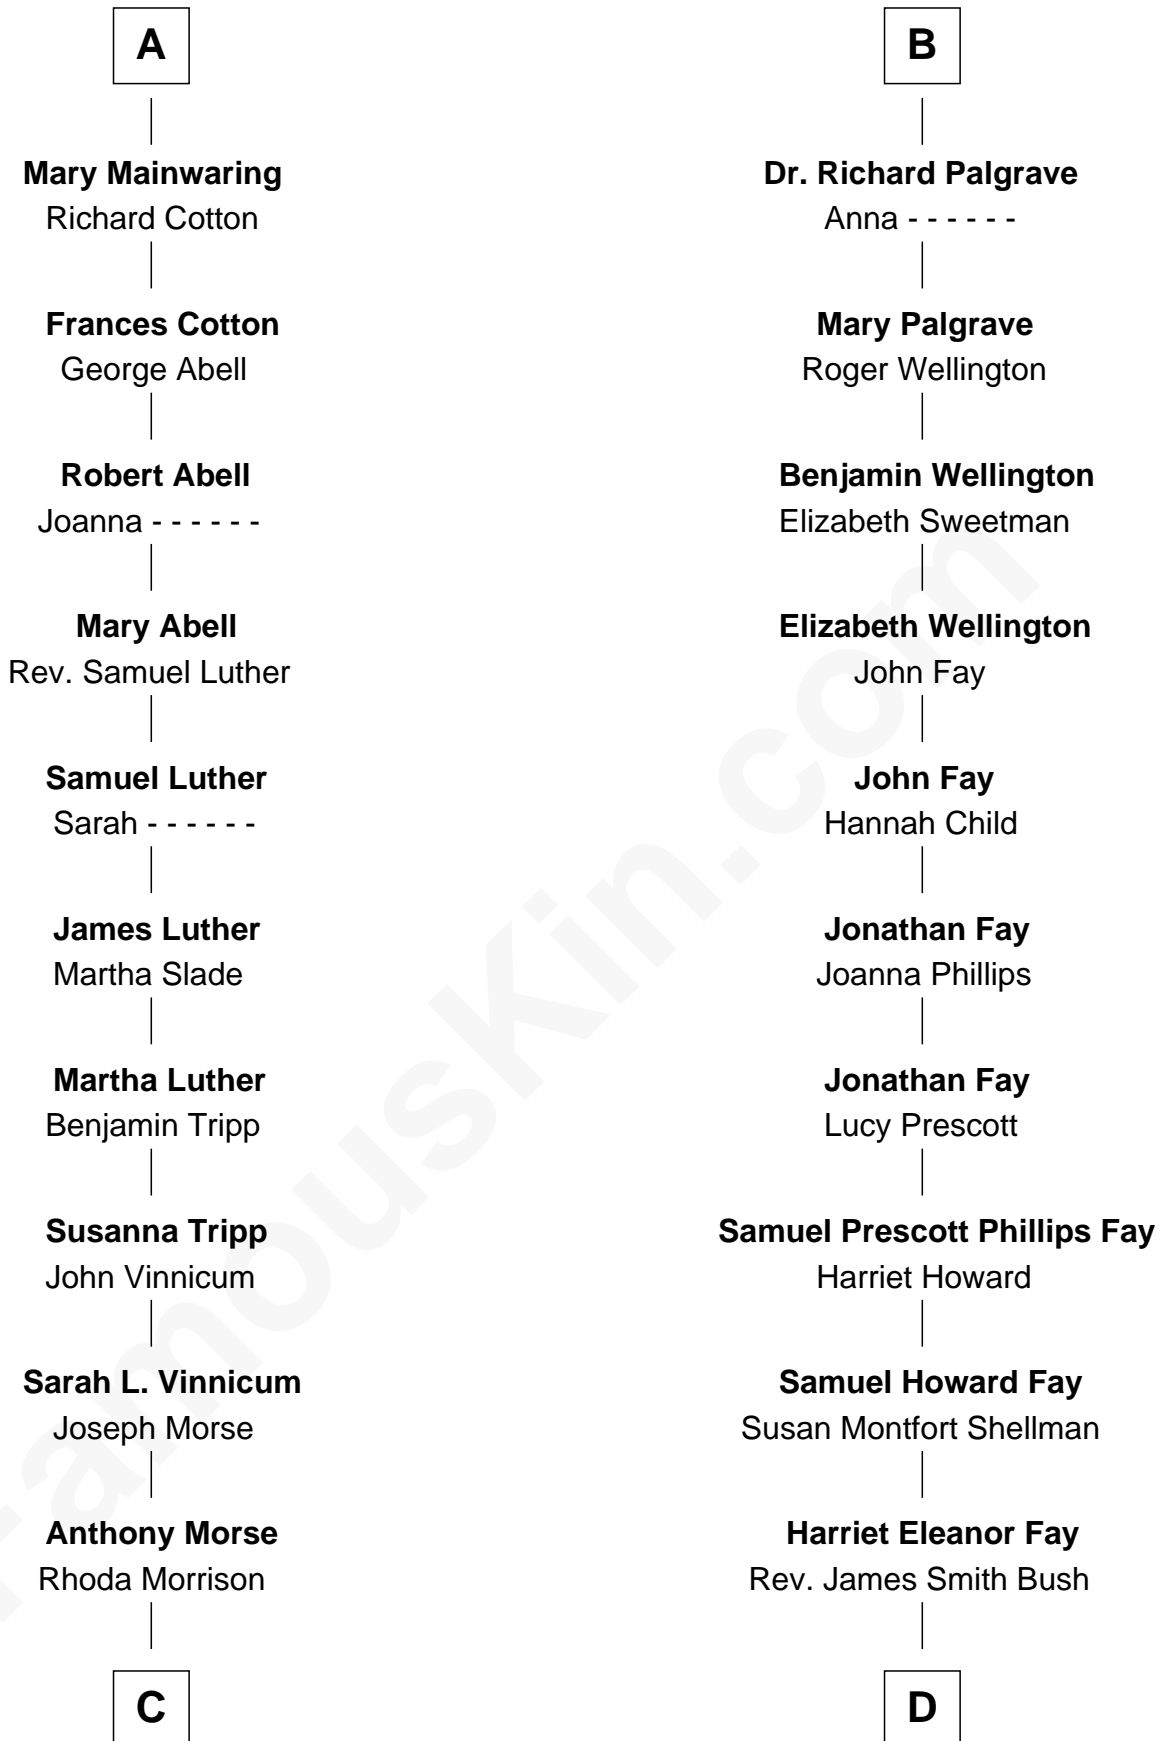 A
Mary Mainwaring
Richard Cotton
Frances Cotton
George Abell
Robert Abell
Joanna - - - - - -
Mary Abell
Rev. Samuel Luther
Samuel Luther
Sarah - - - - - -
James Luther
Martha Slade
Martha Luther
Benjamin Tripp
Susanna Tripp
John Vinnicum
Sarah L. Vinnicum
Joseph Morse
Anthony Morse
Rhoda Morrison
C
B
Dr. Richard Palgrave
Anna - - - - - -
Mary Palgrave
Roger Wellington
Benjamin Wellington
Elizabeth Sweetman
Elizabeth Wellington
John Fay
John Fay
Hannah Child
Jonathan Fay
Joanna Phillips
Jonathan Fay
Lucy Prescott
Samuel Prescott Phillips Fay
Harriet Howard
Samuel Howard Fay
Susan Montfort Shellman
Harriet Eleanor Fay
Rev. James Smith Bush
D
FamousKin.com